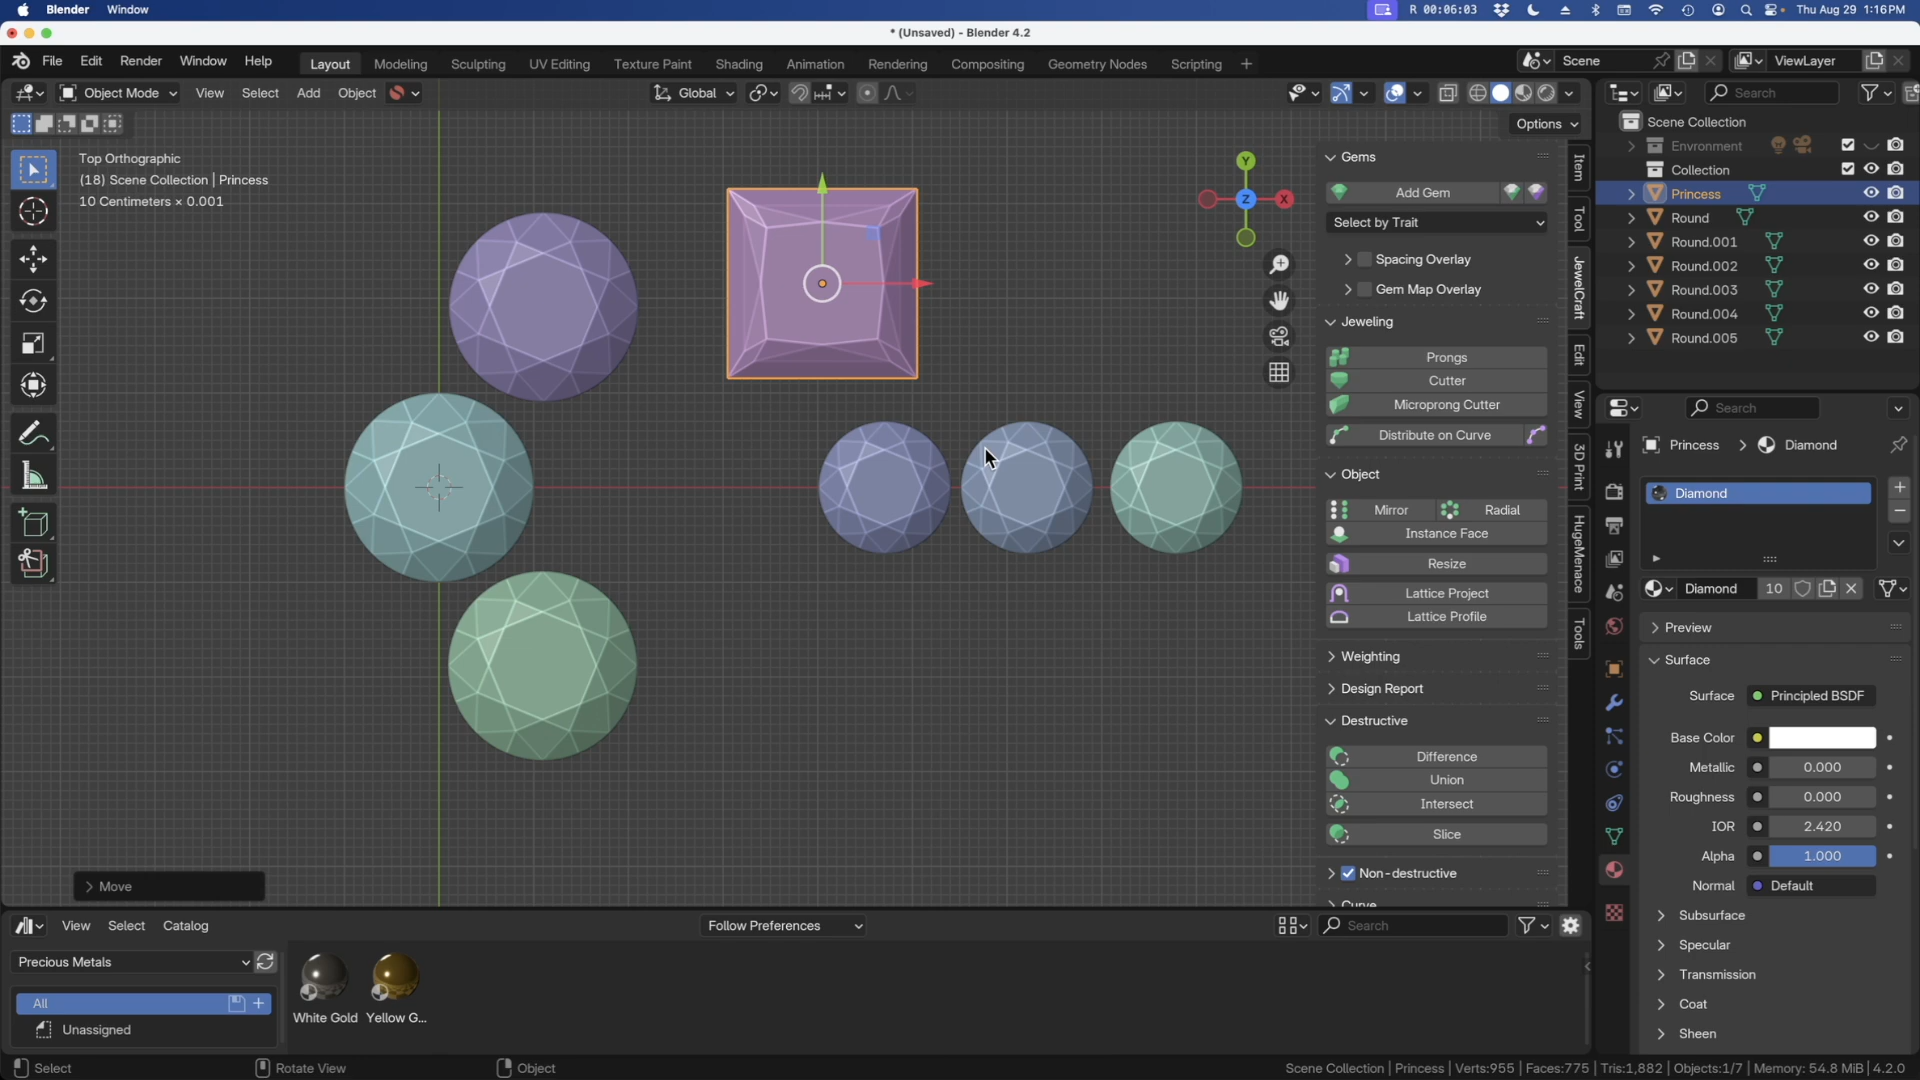 Blender Window
R 00:06:03 Thu Aug 29 1:16PM
* (Unsaved) - Blender 4.2
File Edit Render Window Help Layout Modeling Sculpting UV Editing Texture Paint Shading Animation Rendering Compositing Geometry Nodes Scripting + Scene ViewLayer
Object Mode View Select Add Object Global Search
Options
Top Orthographic
(18) Scene Collection | Princess
10 Centimeters × 0.001
Y
X
Z
Gems
Add Gem
Select by Trait
Spacing Overlay
Gem Map Overlay
Jeweling
Prongs
Cutter
Microprong Cutter
Distribute on Curve
Object
Mirror Radial
Instance Face
Resize
Lattice Project
Lattice Profile
Weighting
Design Report
Destructive
Difference
Union
Intersect
Slice
Non-destructive
Curve
Item
Tool
JewelCraft
Edit
View
3D Print
HugeMenace
Tools
Scene Collection
Environment
Collection
Princess
Round
Round.001
Round.002
Round.003
Round.004
Round.005
Search
Princess > Diamond
Diamond
Diamond 10
Preview
Surface
Surface Principled BSDF
Base Color
Metallic 0.000
Roughness 0.000
IOR 2.420
Alpha 1.000
Normal Default
Subsurface
Specular
Transmission
Coat
Sheen
> Move
View Select Catalog Follow Preferences Search
Precious Metals
All
Unassigned
White Gold Yellow G...
Select Rotate View Object Scene Collection | Princess | Verts:955 | Faces:775 | Tris:1,882 | Objects:1/7 | Memory: 54.8 MiB | 4.2.0